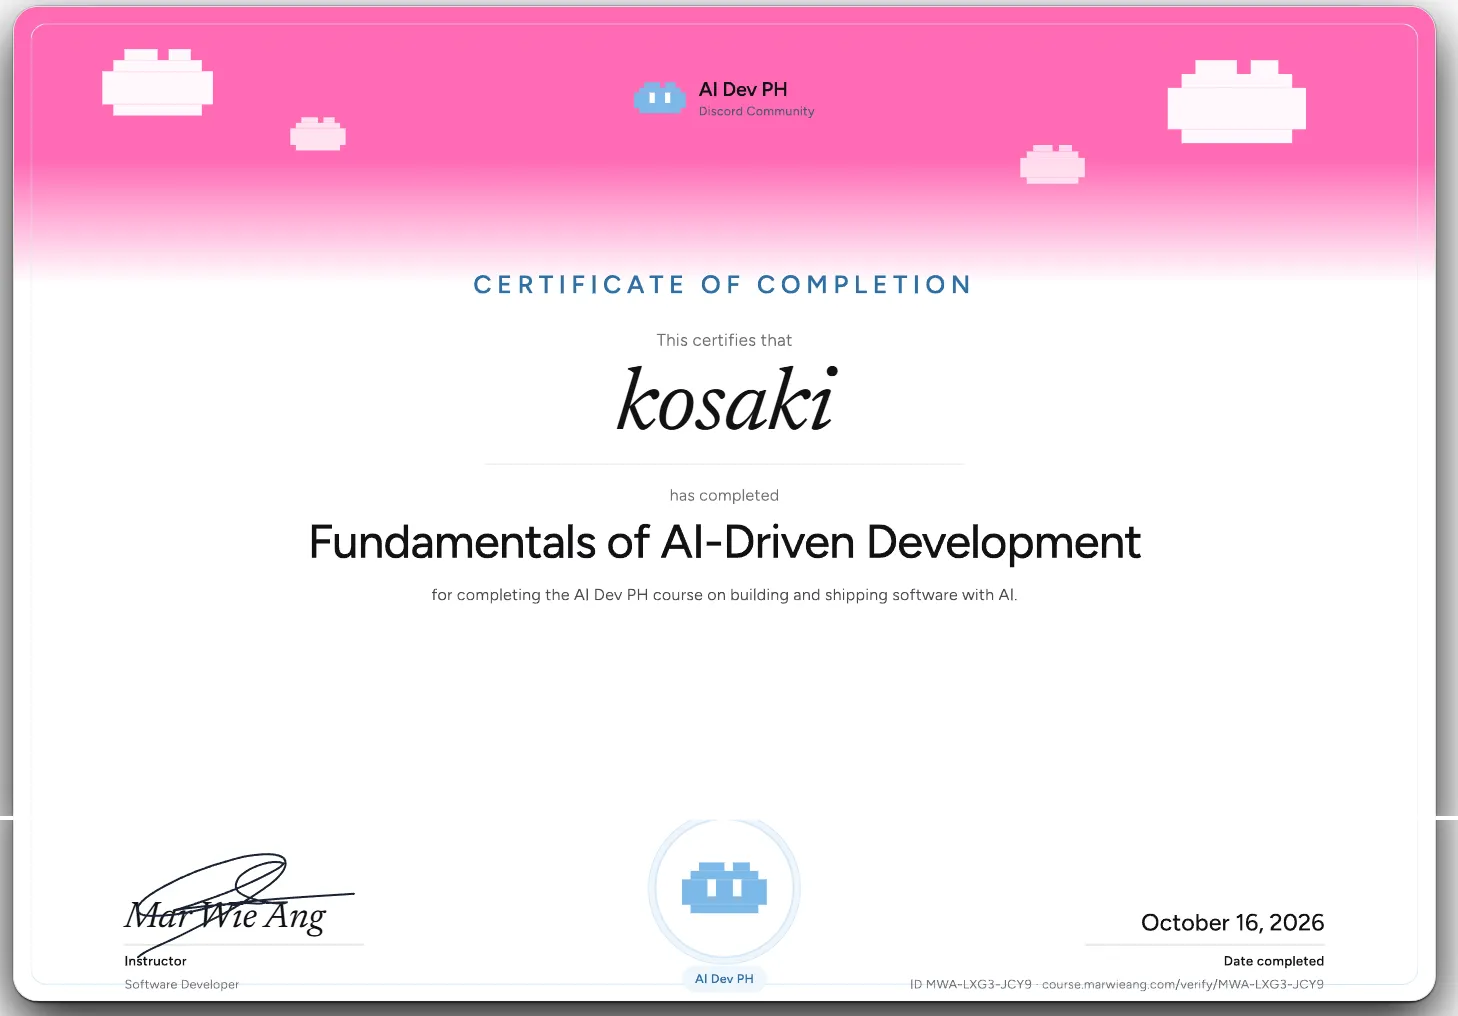 AI Dev PH
Discord Community
CERTIFICATE OF COMPLETION
This certifies that
kosaki
has completed
Fundamentals of AI-Driven Development
for completing the AI Dev PH course on building and shipping software with AI.
Mar Wie Ang
Instructor
Software Developer
AI Dev PH
October 16, 2026
Date completed
ID MWA-LXG3-JCY9 · course.marwieang.com/verify/MWA-LXG3-JCY9